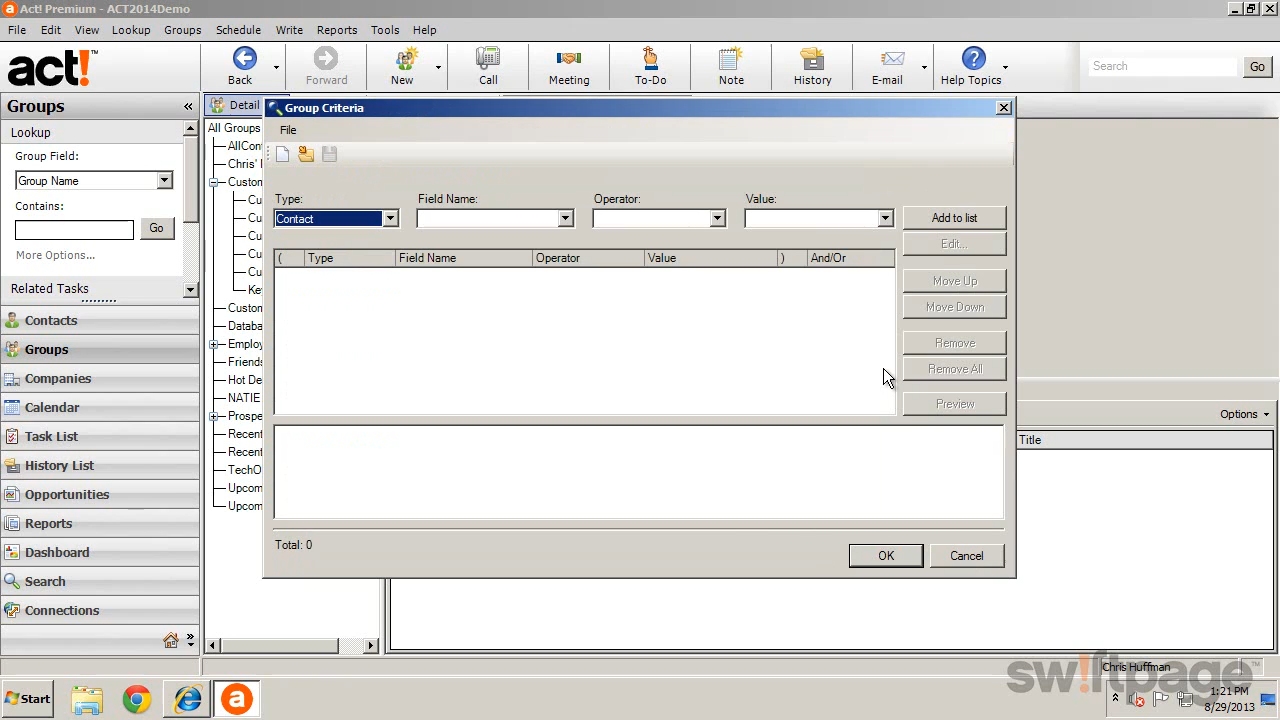 Act! Premium - ACT2014Demo
File Edit View Lookup Groups Schedule Write Reports Tools Help
act!
Back
Forward
New
Call
Meeting
To-Do
Note
History
E-mail
Help Topics
Search
Go
Groups
Lookup
Group Field:
Group Name
Contains:
Go
More Options...
Related Tasks
Contacts
Groups
Companies
Calendar
Task List
History List
Opportunities
Reports
Dashboard
Search
Connections
Detail
All Groups
AllCont
Chris'
Custom
Cu
Cu
Cu
Cu
Cu
Key
Custom
Databa
Employ
Friends
Hot De
NATIE
Prospe
Recent
Recent
TechO
Upcom
Upcom
Group Criteria
File
Type: Field Name: Operator: Value:
Contact
Add to list
Edit...
( Type Field Name Operator Value ) And/Or
Move Up
Move Down
Remove
Remove All
Preview
Total: 0
OK
Cancel
Options
Title
Chris Huffman
swiftpage
Start
1:21 PM
8/29/2013